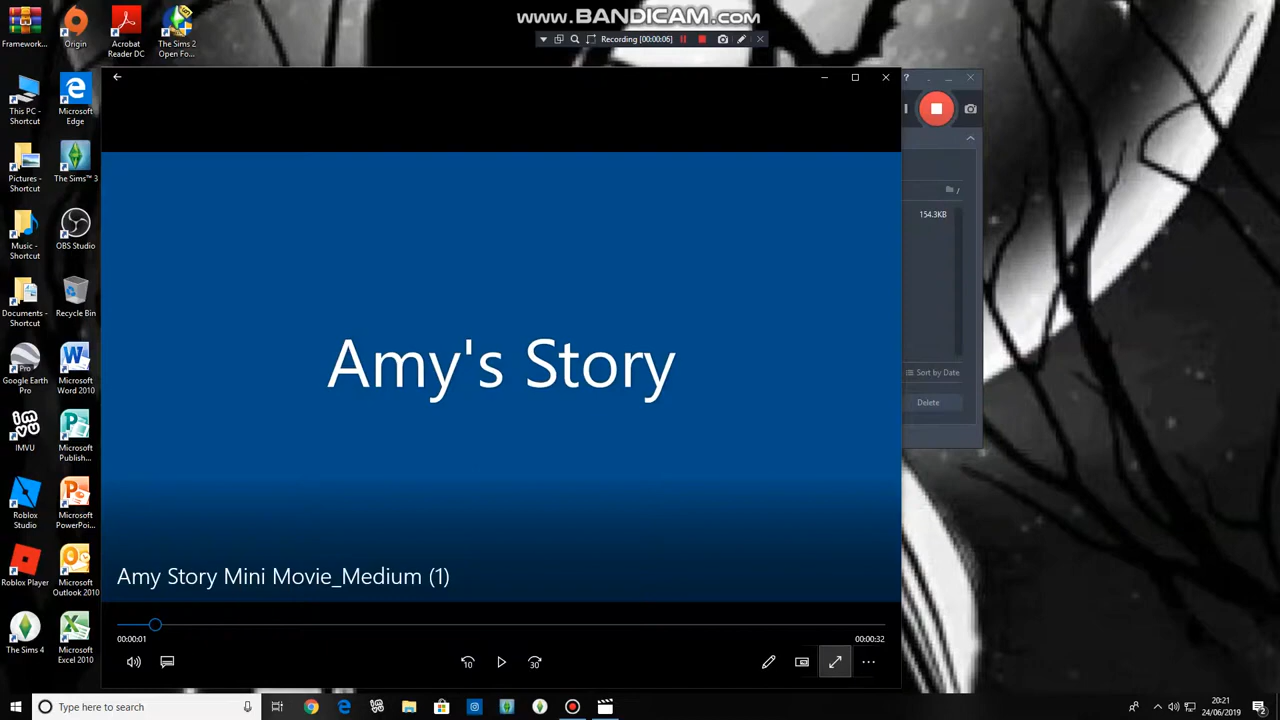 www.BANDICAM.com
Recording [00:00:06]
Framework...
Origin
Acrobat
Reader DC
The Sims 2
Open Fo...
This PC -
Shortcut
Microsoft
Edge
Pictures -
Shortcut
The Sims™ 3
Music -
Shortcut
OBS Studio
Documents -
Shortcut
Recycle Bin
Google Earth
Pro
Microsoft
Word 2010
IMVU
Microsoft
Publish...
Roblox
Studio
Microsoft
PowerPoi...
Roblox Player
Microsoft
Outlook 2010
The Sims 4
Microsoft
Excel 2010
Amy's Story
Amy Story Mini Movie_Medium (1)
00:00:01
00:00:32
10
30
154.3KB
Sort by Date
Delete
Type here to search
20:21
24/06/2019
2